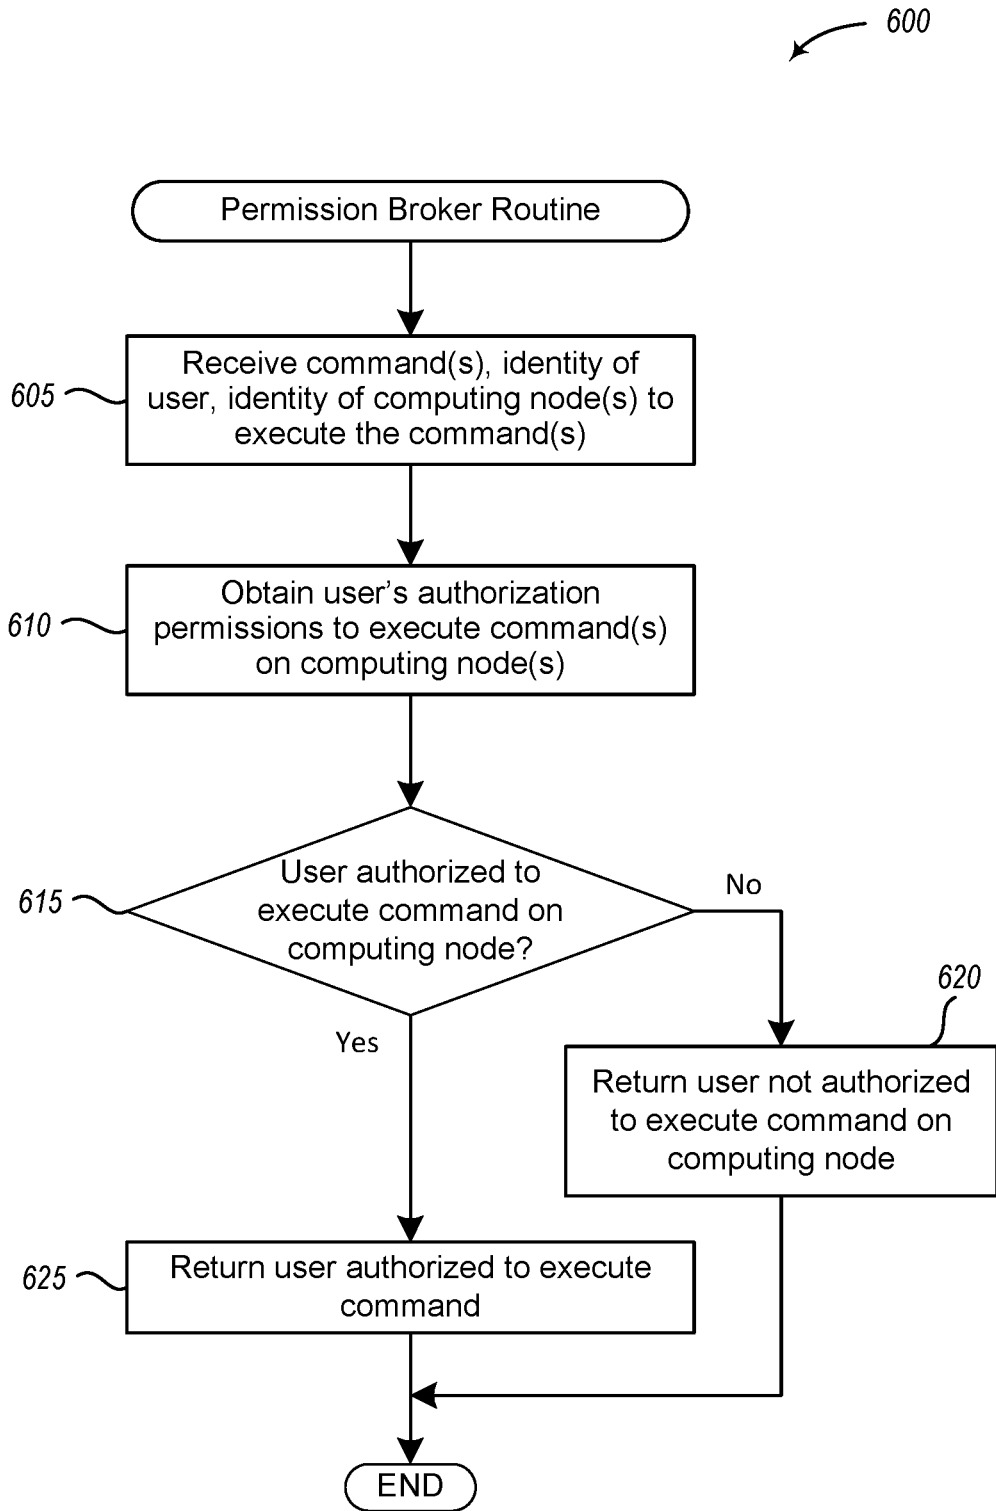 600
Permission Broker Routine
Receive command(s), identity of
user, identity of computing node(s) to
execute the command(s)
605
Obtain user’s authorization
permissions to execute command(s)
on computing node(s)
610
User authorized to
execute command on
computing node?
615
No
Yes
620
Return user not authorized
to execute command on
computing node
Return user authorized to execute
command
625
END